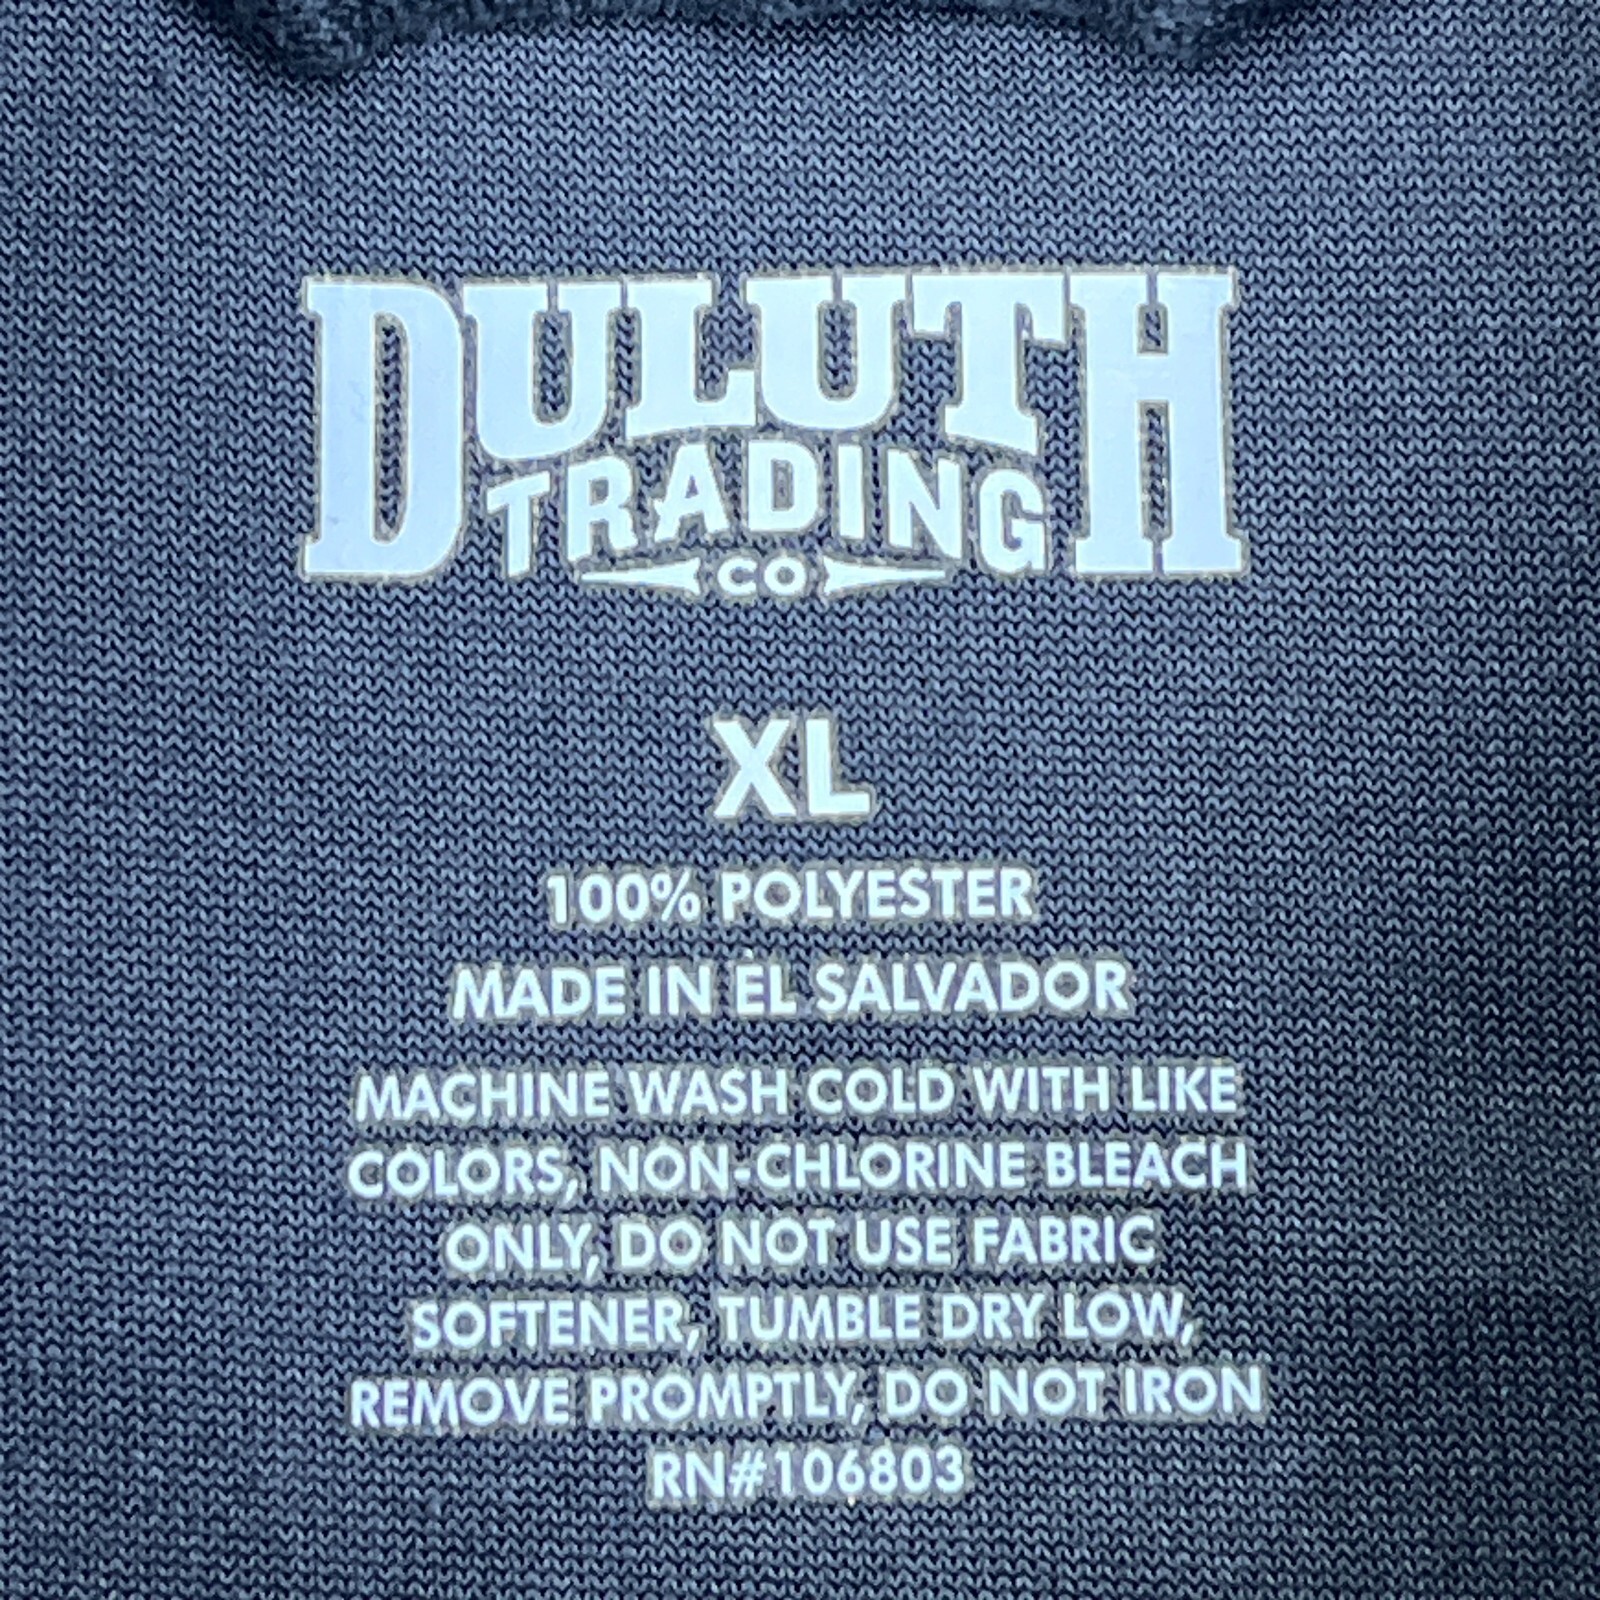 DULUTH
TRADING
CO
XL
100% POLYESTER
MADE IN EL SALVADOR
MACHINE WASH COLD WITH LIKE
COLORS, NON-CHLORINE BLEACH
ONLY, DO NOT USE FABRIC
SOFTENER, TUMBLE DRY LOW,
REMOVE PROMPTLY, DO NOT IRON
RN#106803